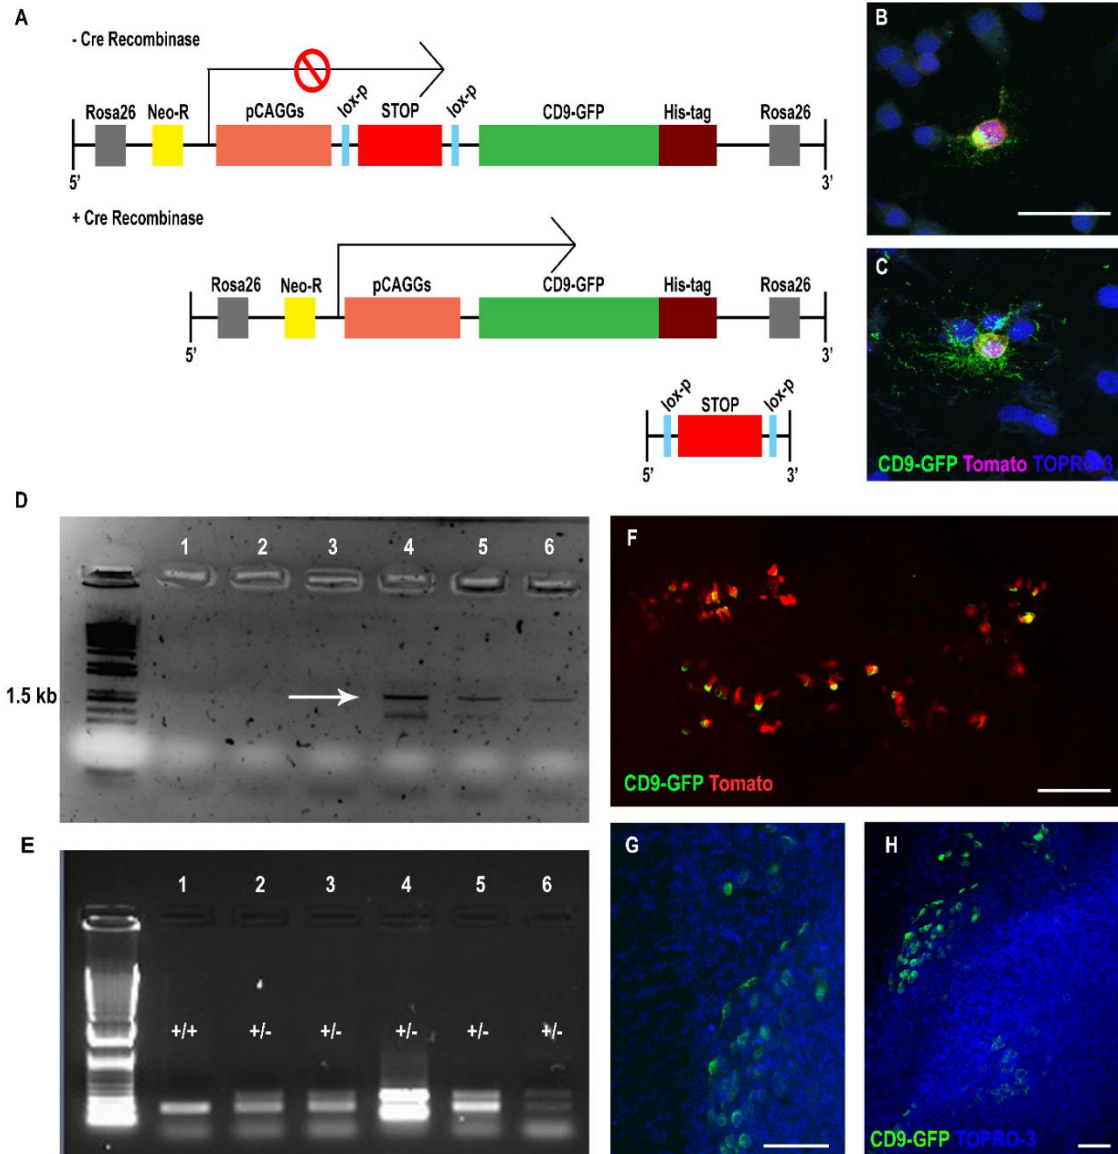 A
- Cre Recombinase
Rosa26 Neo-R pCAGGs lox-p STOP lox-p CD9-GFP His-tag Rosa26
5' 3'
+ Cre Recombinase
Rosa26 Neo-R pCAGGs CD9-GFP His-tag Rosa26
5' 3'
lox-p STOP lox-p
5' 3'
B
C
CD9-GFP Tomato TOPRO-3
D
1 2 3 4 5 6
1.5 kb
E
1 2 3 4 5 6
+/+ +/- +/- +/- +/- +/-
F
CD9-GFP Tomato
G
H
CD9-GFP TOPRO-3